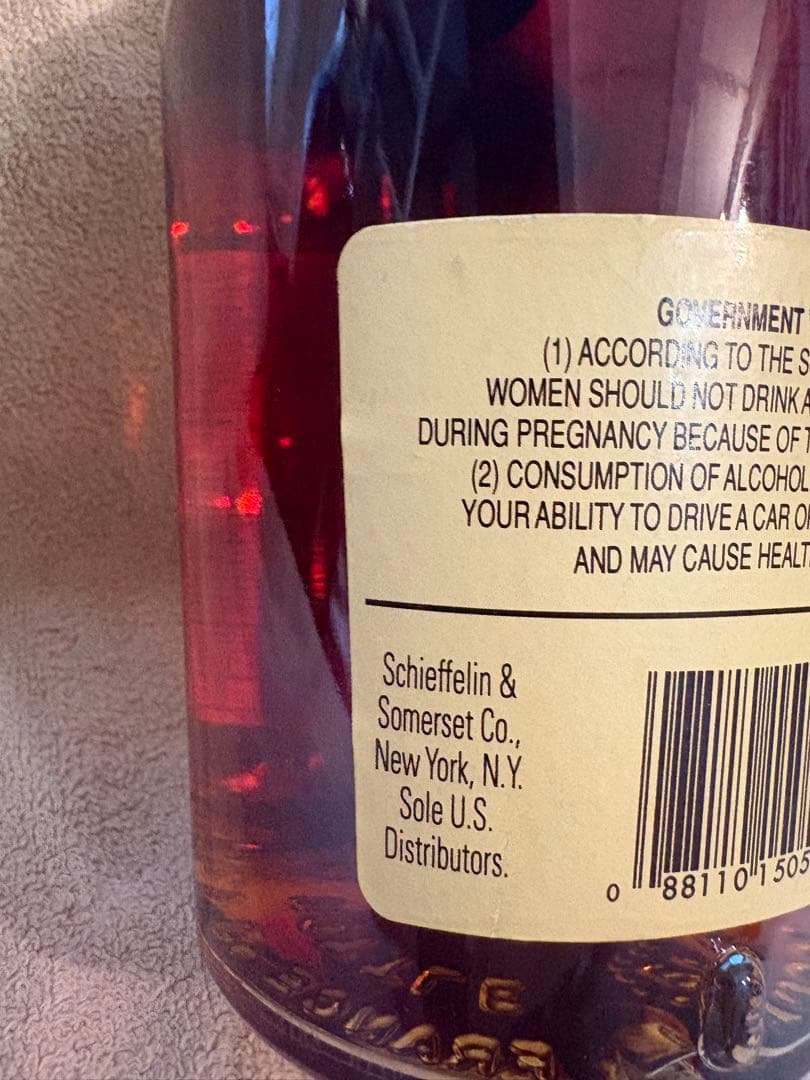 GOVERNMENT
(1) ACCORDING TO THE S
WOMEN SHOULD NOT DRINK A
DURING PREGNANCY BECAUSE OF T
(2) CONSUMPTION OF ALCOHOL
YOUR ABILITY TO DRIVE A CAR O
AND MAY CAUSE HEALT
Schieffelin &
Somerset Co.,
New York, N.Y.
Sole U.S.
Distributors.
0 88110 1505